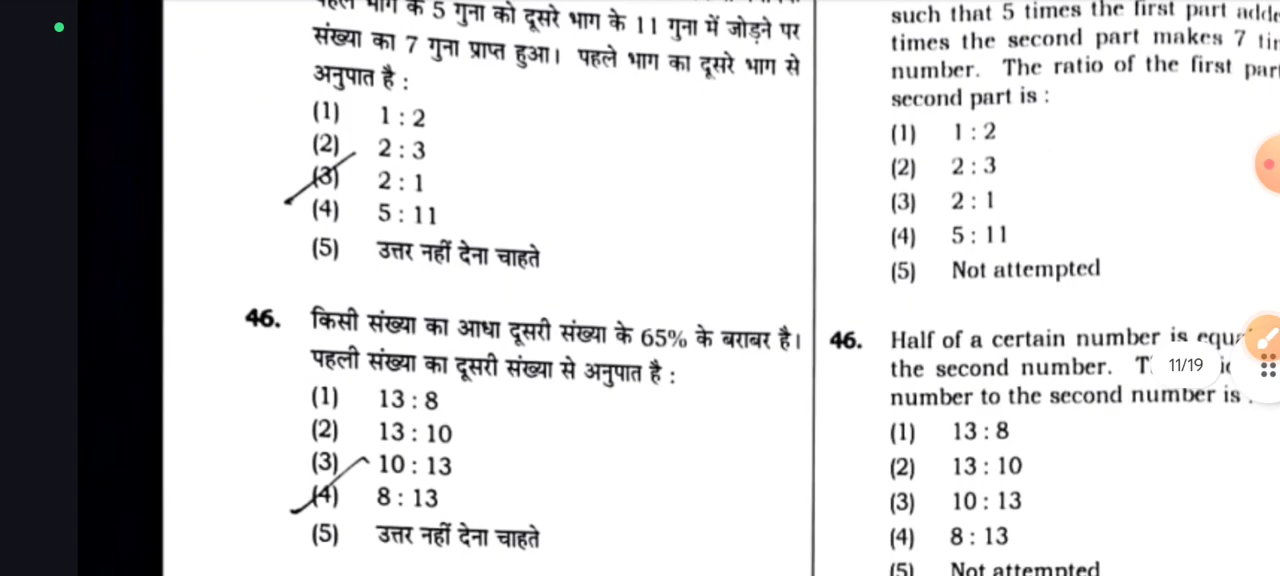 पहले भाग के 5 गुना को दूसरे भाग के 11 गुना में जोड़ने पर
संख्या का 7 गुना प्राप्त हुआ। पहले भाग का दूसरे भाग से
अनुपात है :
(1) 1 : 2
(2) 2 : 3
(3) 2 : 1
(4) 5 : 11
(5) उत्तर नहीं देना चाहते
46. किसी संख्या का आधा दूसरी संख्या के 65% के बराबर है।
पहली संख्या का दूसरी संख्या से अनुपात है :
(1) 13 : 8
(2) 13 : 10
(3) 10 : 13
(4) 8 : 13
(5) उत्तर नहीं देना चाहते
such that 5 times the first part
times the second part makes 7
number. The ratio of the first
second part is :
(1) 1 : 2
(2) 2 : 3
(3) 2 : 1
(4) 5 : 11
(5) Not attempted
46. Half of a certain number is
the second number.
number to the second number is
(1) 13 : 8
(2) 13 : 10
(3) 10 : 13
(4) 8 : 13
(5) Not attempted
11/19